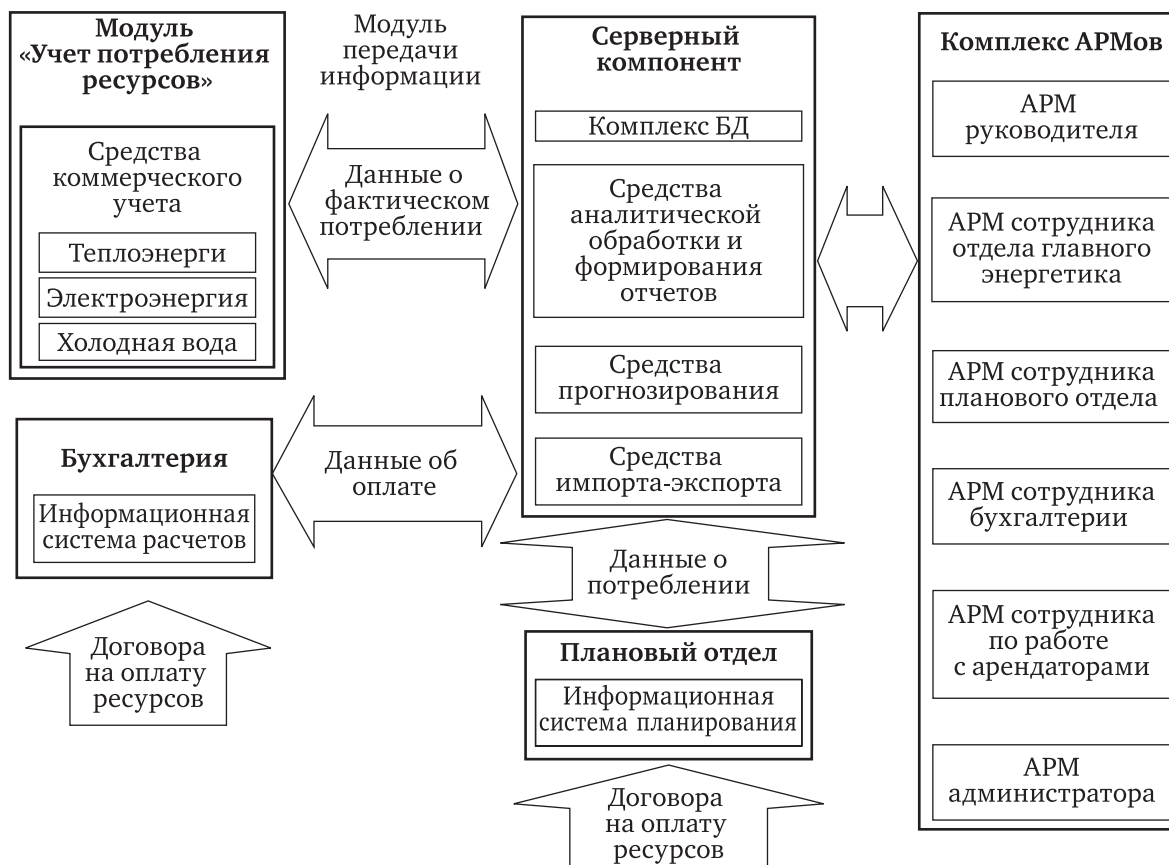 Модуль
«Учет потребления
ресурсов»
Средства
коммерческого
учета
Теплоэнерги
Электроэнергия
Холодная вода
Модуль
передачи
информации
Данные о
фактическом
потреблении
Серверный
компонент
Комплекс БД
Средства
аналитической
обработки и
формирования
отчетов
Средства
прогнозирования
Средства
импорта-экспорта
Комплекс АРМов
АРМ
руководителя
АРМ сотрудника
отдела главного
энергетика
АРМ сотрудника
планового отдела
АРМ сотрудника
бухгалтерии
АРМ сотрудника
по работе
с арендаторами
АРМ
администратора
Бухгалтерия
Информационная
система расчетов
Данные об
оплате
Договора
на оплату
ресурсов
Данные о
потреблении
Плановый отдел
Информационная
система планирования
Договора
на оплату
ресурсов